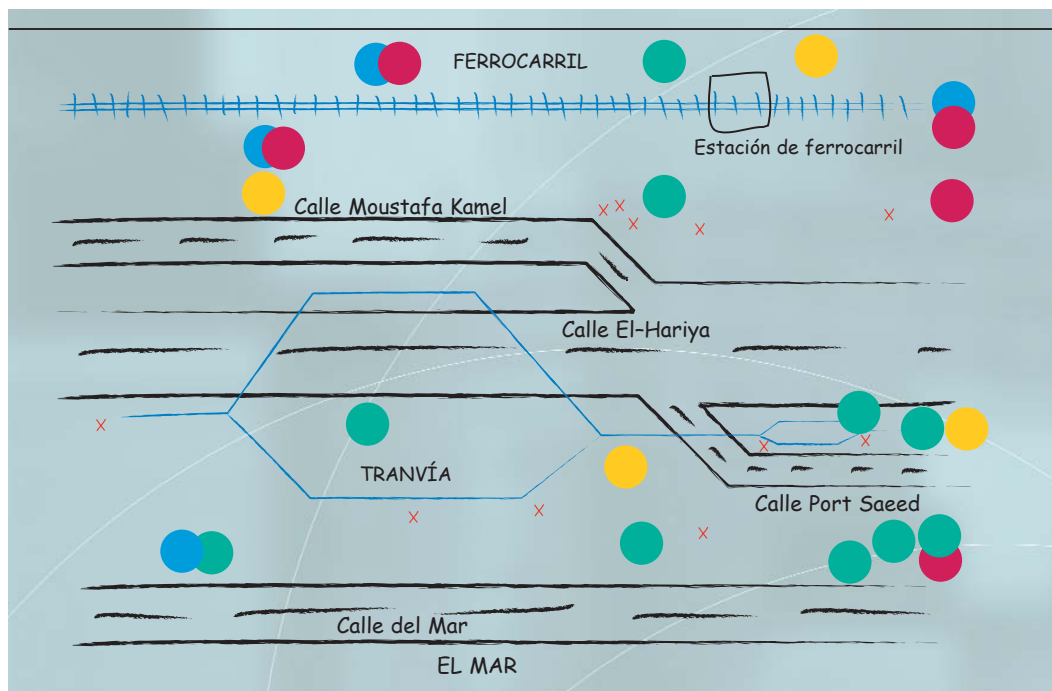 FERROCARRIL
Estación de ferrocarril
Calle Moustafa Kamel
Calle El-Hariya
TRANVÍA
Calle Port Saeed
Calle del Mar
EL MAR